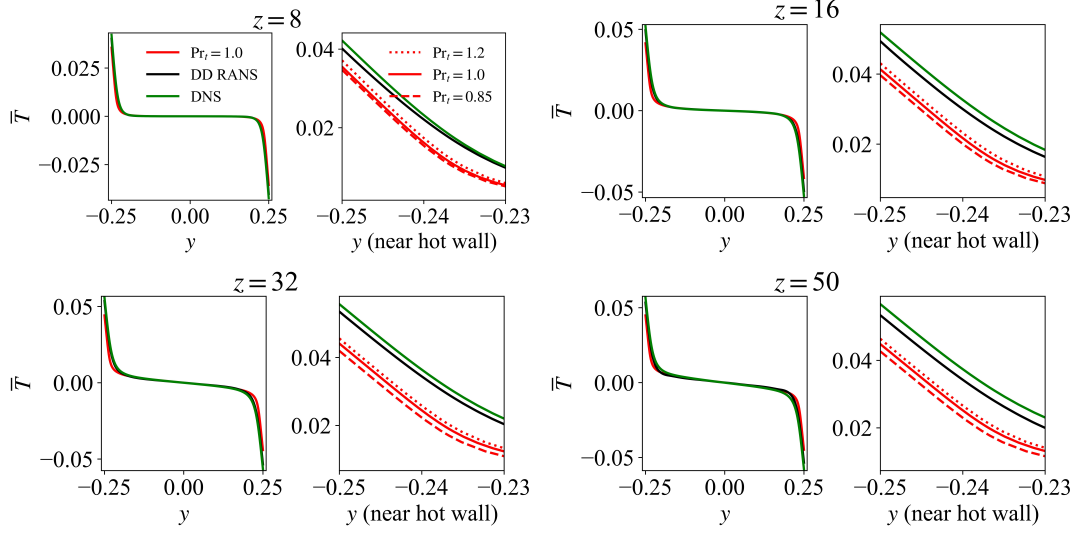 z = 8
0.025
0.000
−0.025
T̅
Pr_t = 1.0
DD RANS
DNS
−0.25
0.00
0.25
y
0.04
0.02
Pr_t = 1.2
Pr_t = 1.0
Pr_t = 0.85
−0.25
−0.24
−0.23
y (near hot wall)
z = 16
0.05
0.00
−0.05
T̅
−0.25
0.00
0.25
y
0.04
0.02
−0.25
−0.24
−0.23
y (near hot wall)
z = 32
0.05
0.00
−0.05
T̅
−0.25
0.00
0.25
y
0.04
0.02
−0.25
−0.24
−0.23
y (near hot wall)
z = 50
0.05
0.00
−0.05
T̅
−0.25
0.00
0.25
y
0.04
0.02
−0.25
−0.24
−0.23
y (near hot wall)